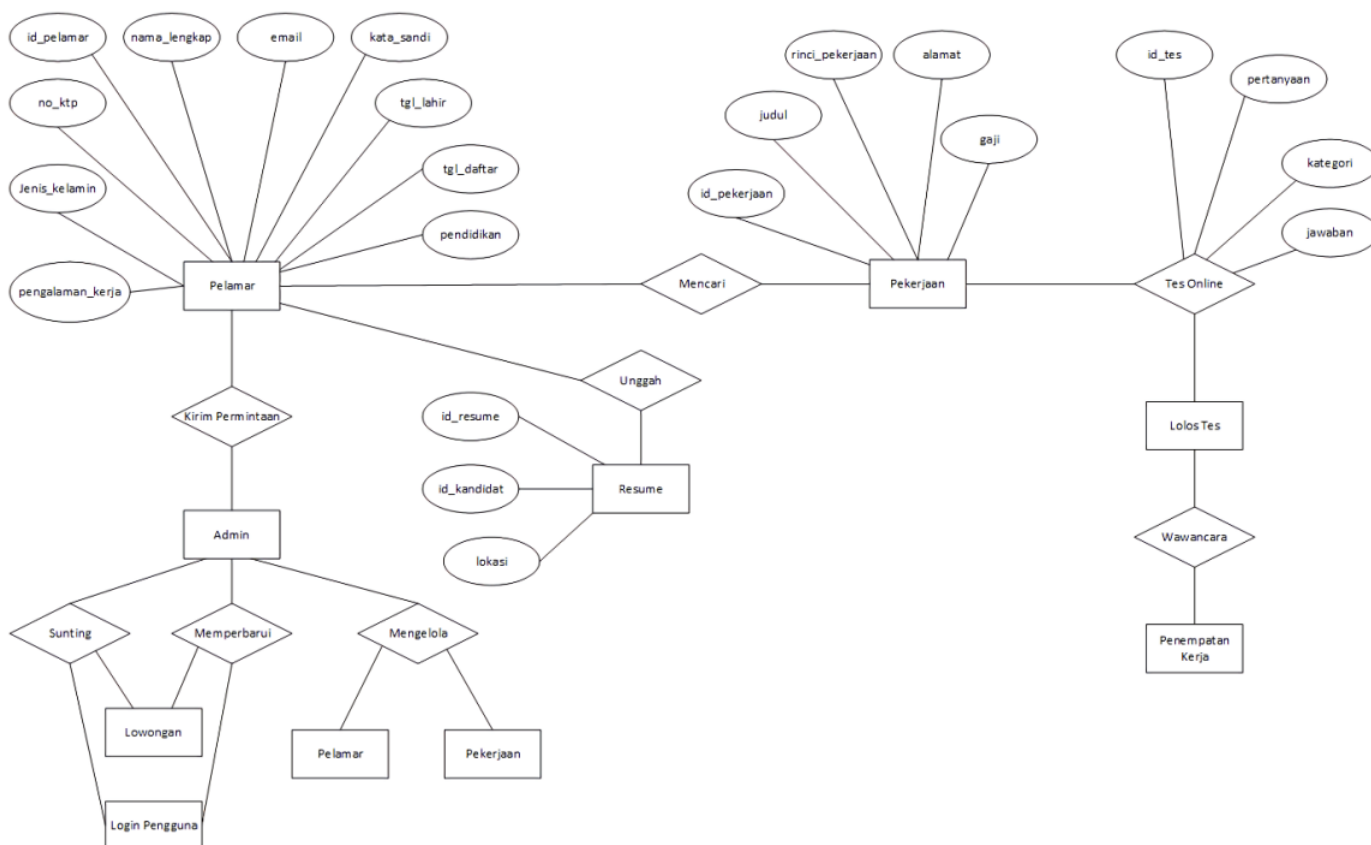 id_pelamar
nama_lengkap
email
kata_sandi
rinci_pekerjaan
alamat
id_tes
pertanyaan
no_ktp
tgl_lahir
judul
gaji
tgl_daftar
kategori
Jenis_kelamin
id_pekerjaan
pendidikan
jawaban
pengalaman_kerja
Pelamar
Mencari
Pekerjaan
Tes Online
Unggah
Kirim Permintaan
id_resume
Lolos Tes
id_kandidat
Resume
Admin
Wawancara
lokasi
Sunting
Memperbarui
Mengelola
Penempatan
Kerja
Lowongan
Pelamar
Pekerjaan
Login Pengguna